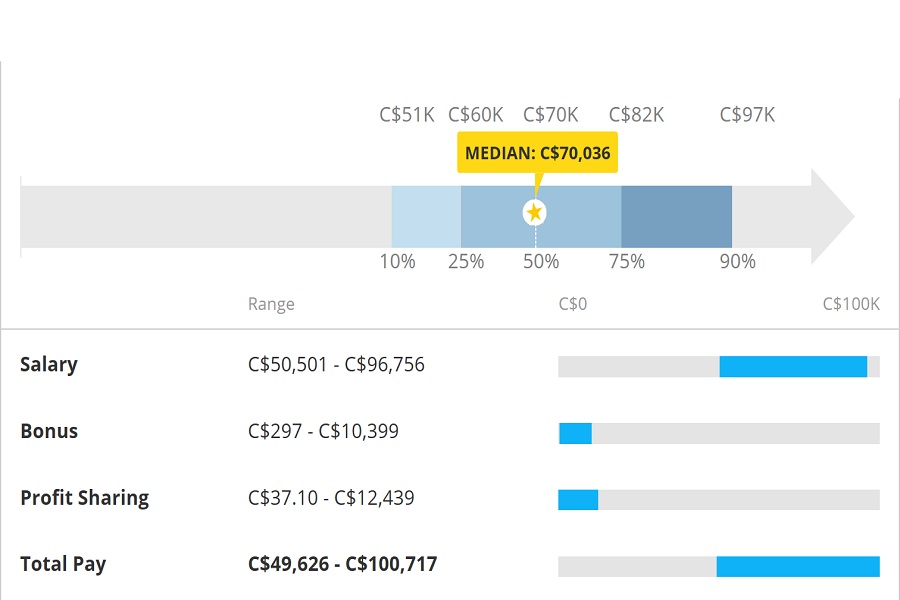 C$51K C$60K C$70K C$82K C$97K
MEDIAN: C$70,036
10% 25% 50% 75% 90%
Range C$0 C$100K
Salary C$50,501 - C$96,756
Bonus C$297 - C$10,399
Profit Sharing C$37.10 - C$12,439
Total Pay C$49,626 - C$100,717